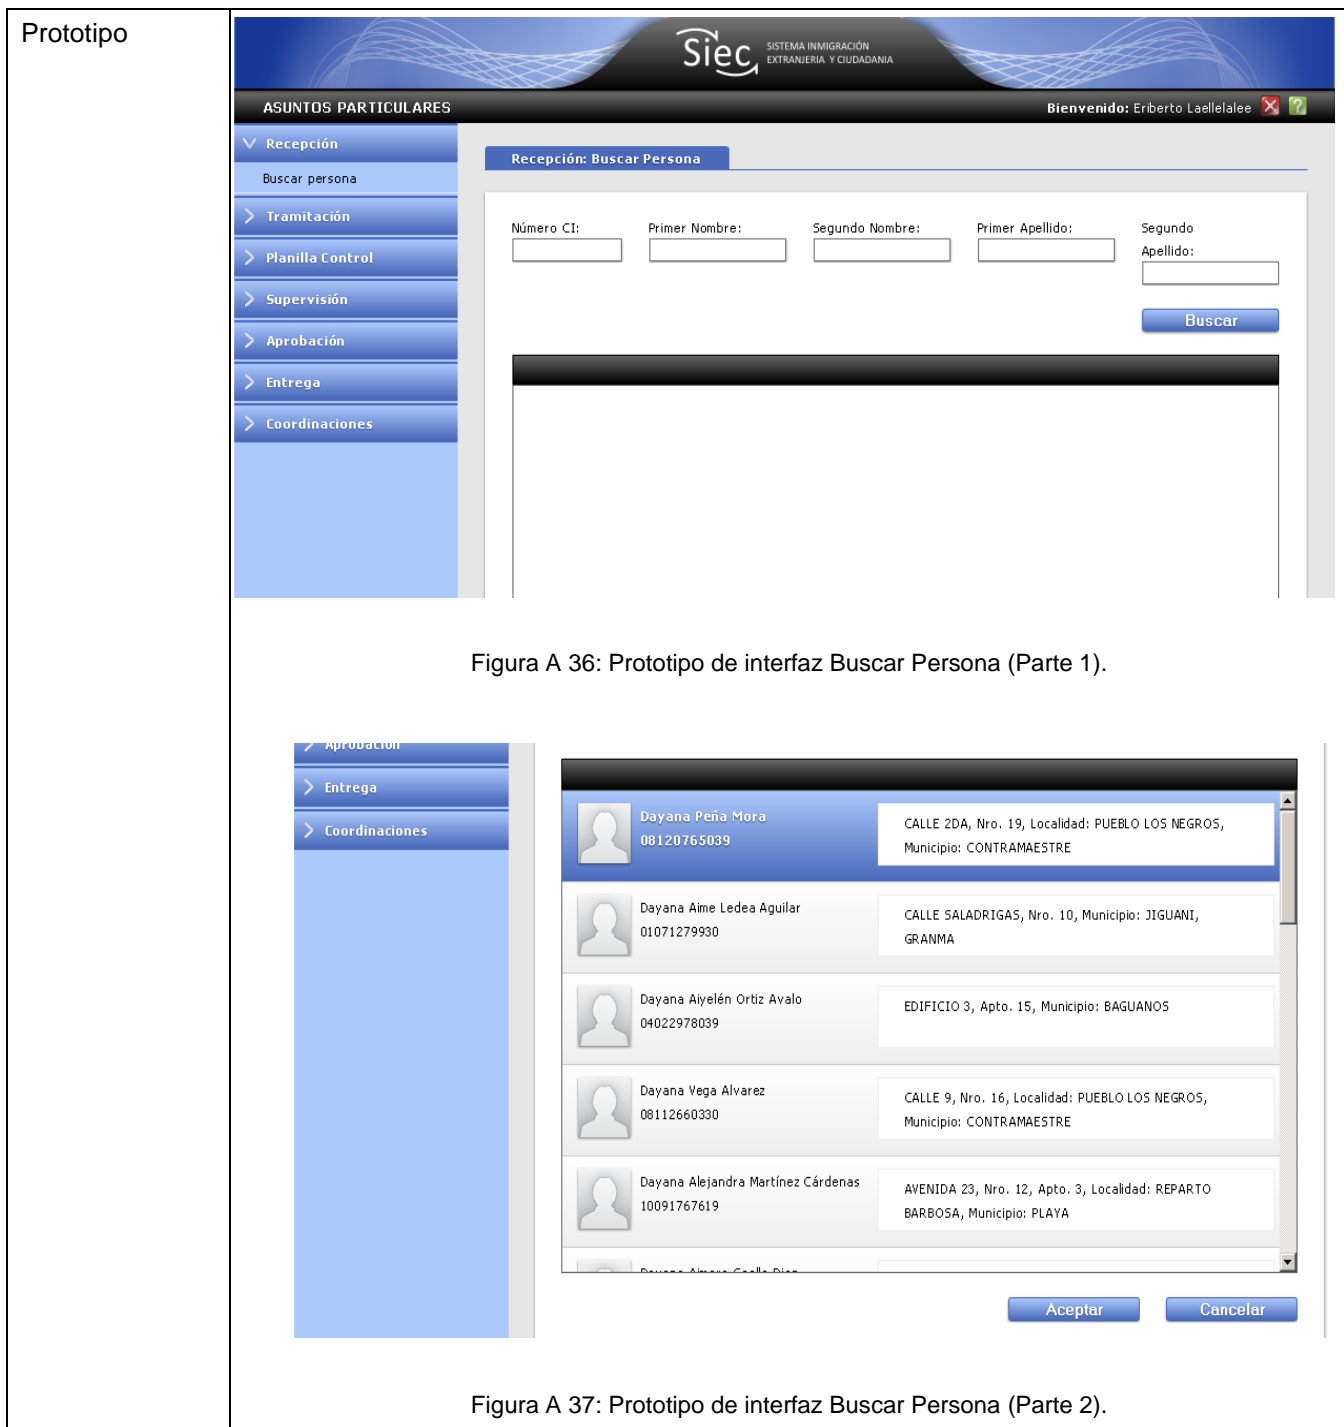 Prototipo
Siec SISTEMA INMIGRACIÓN
EXTRANJERIA Y CIUDADANIA
ASUNTOS PARTICULARES
Bienvenido: Eriberto Laellelalee
Recepción
Buscar persona
Tramitación
Planilla Control
Supervisión
Aprobación
Entrega
Coordinaciones
Recepción: Buscar Persona
Número CI:
Primer Nombre:
Segundo Nombre:
Primer Apellido:
Segundo
Apellido:
Buscar
Figura A 36: Prototipo de interfaz Buscar Persona (Parte 1).
Aprobación
Entrega
Coordinaciones
Dayana Peña Mora
08120765039
CALLE 2DA, Nro. 19, Localidad: PUEBLO LOS NEGROS,
Municipio: CONTRAMAESTRE
Dayana Aime Ledea Aguilar
01071279930
CALLE SALADRIGAS, Nro. 10, Municipio: JIGUANI,
GRANMA
Dayana Aiyelén Ortiz Avalo
04022978039
EDIFICIO 3, Apto. 15, Municipio: BAGUANOS
Dayana Vega Alvarez
08112660330
CALLE 9, Nro. 16, Localidad: PUEBLO LOS NEGROS,
Municipio: CONTRAMAESTRE
Dayana Alejandra Martínez Cárdenas
10091767619
AVENIDA 23, Nro. 12, Apto. 3, Localidad: REPARTO
BARBOSA, Municipio: PLAYA
Dayana
Aceptar
Cancelar
Figura A 37: Prototipo de interfaz Buscar Persona (Parte 2).